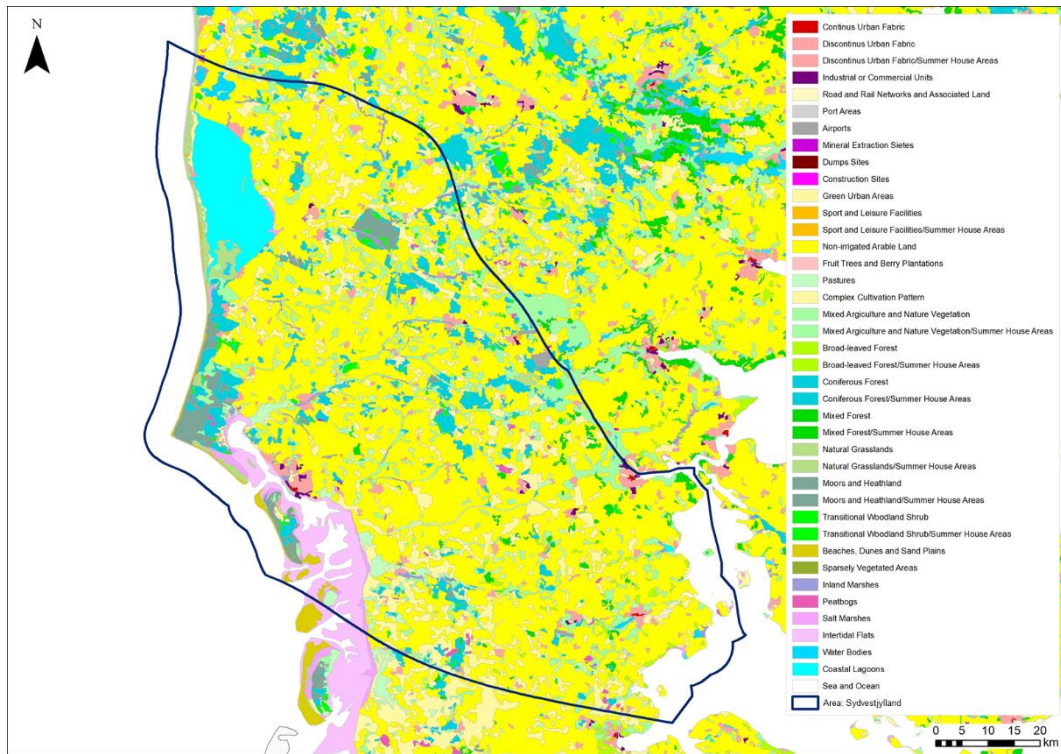 N
Continus Urban Fabric
Discontinus Urban Fabric
Discontinus Urban Fabric/Summer House Areas
Industrial or Commercial Units
Road and Rail Networks and Associated Land
Port Areas
Airports
Mineral Extraction Sietes
Dumps Sites
Construction Sites
Green Urban Areas
Sport and Leisure Facilities
Sport and Leisure Facilities/Summer House Areas
Non-irrigated Arable Land
Fruit Trees and Berry Plantations
Pastures
Complex Cultivation Pattern
Mixed Argiculture and Nature Vegetation
Mixed Argiculture and Nature Vegetation/Summer House Areas
Broad-leaved Forest
Broad-leaved Forest/Summer House Areas
Coniferous Forest
Coniferous Forest/Summer House Areas
Mixed Forest
Mixed Forest/Summer House Areas
Natural Grasslands
Natural Grasslands/Summer House Areas
Moors and Heathland
Moors and Heathland/Summer House Areas
Transitional Woodland Shrub
Transitional Woodland Shrub/Summer House Areas
Beaches, Dunes and Sand Plains
Sparsely Vegetated Areas
Inland Marshes
Peatbogs
Salt Marshes
Intertidal Flats
Water Bodies
Coastal Lagoons
Sea and Ocean
Area: Sydvestjylland
0 5 10 15 20
km